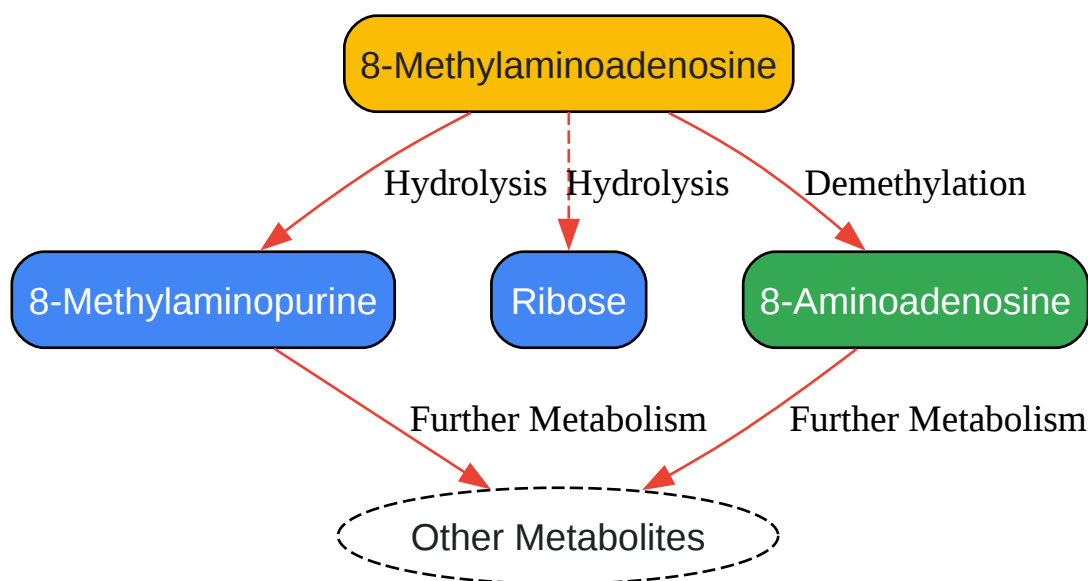 8-Methylaminoadenosine
Hydrolysis
Hydrolysis
Demethylation
8-Methylaminopurine
Ribose
8-Aminoadenosine
Further Metabolism
Further Metabolism
Other Metabolites